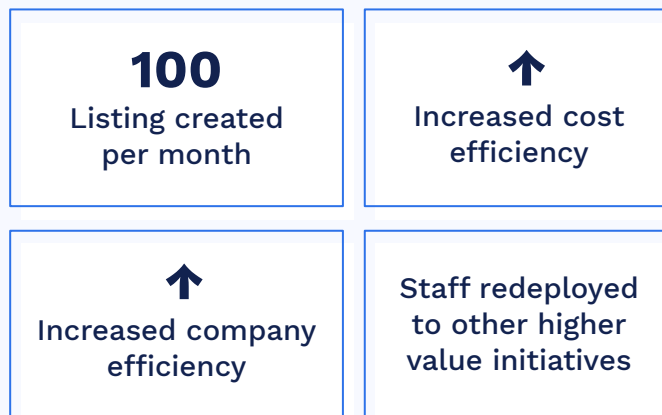 100
Listing created
per month
↑
Increased cost
efficiency
↑
Increased company
efficiency
Staff redeployed
to other higher
value initiatives